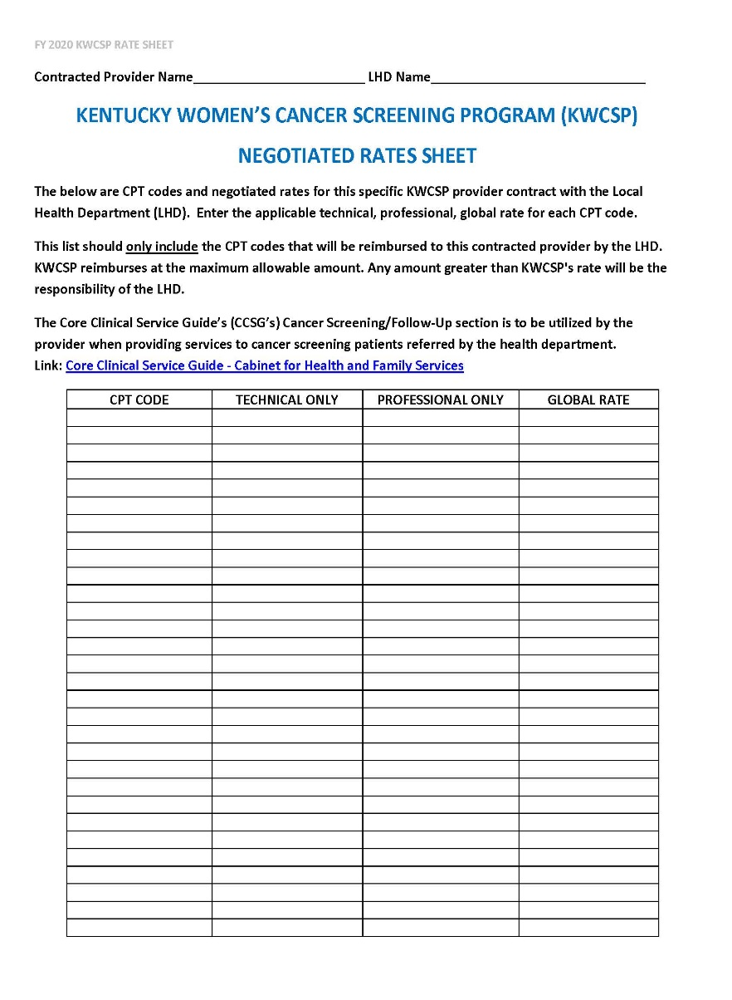 FY 2020 KWCSP RATE SHEET
Contracted Provider Name_________________________ LHD Name_______________________________
KENTUCKY WOMEN’S CANCER SCREENING PROGRAM (KWCSP)
NEGOTIATED RATES SHEET
The below are CPT codes and negotiated rates for this specific KWCSP provider contract with the Local
Health Department (LHD).  Enter the applicable technical, professional, global rate for each CPT code.
This list should only include the CPT codes that will be reimbursed to this contracted provider by the LHD.
KWCSP reimburses at the maximum allowable amount. Any amount greater than KWCSP's rate will be the
responsibility of the LHD.
The Core Clinical Service Guide’s (CCSG’s) Cancer Screening/Follow-Up section is to be utilized by the
provider when providing services to cancer screening patients referred by the health department.
Link: Core Clinical Service Guide - Cabinet for Health and Family Services
CPT CODE TECHNICAL ONLY PROFESSIONAL ONLY GLOBAL RATE